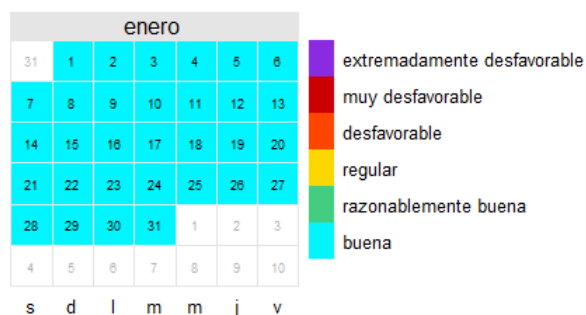 enero
31 1 2 3 4 5 6
7 8 9 10 11 12 13
14 15 16 17 18 19 20
21 22 23 24 25 26 27
28 29 30 31 1 2 3
4 5 6 7 8 9 10
s d l m m j v
extremadamente desfavorable
muy desfavorable
desfavorable
regular
razonablemente buena
buena